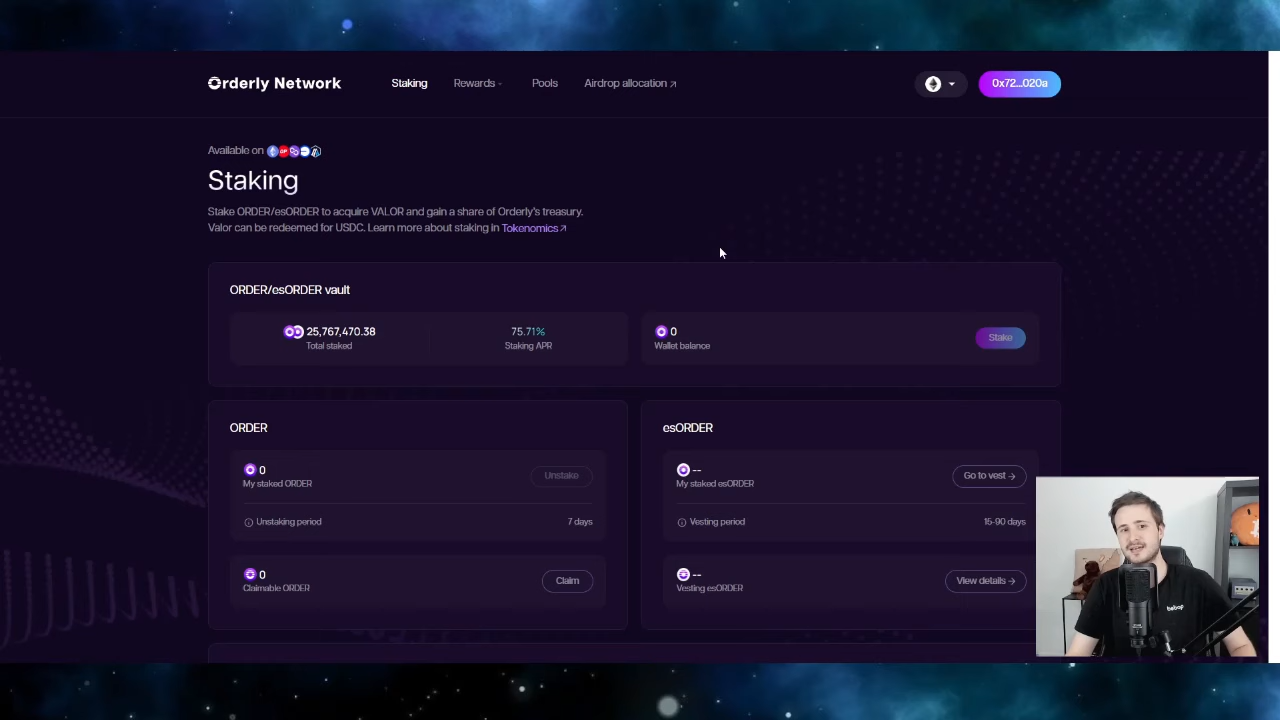 Orderly Network
Staking
Rewards
Pools
Airdrop allocation ↗
0x72...020a
Available on
Staking
Stake ORDER/esORDER to acquire VALOR and gain a share of Orderly's treasury.
Valor can be redeemed for USDC. Learn more about staking in Tokenomics ↗
ORDER/esORDER vault
25,767,470.38
Total staked
75.71%
Staking APR
0
Wallet balance
Stake
ORDER
0
My staked ORDER
Unstake
Unstaking period
7 days
0
Claimable ORDER
Claim
esORDER
--
My staked esORDER
Go to vest →
Vesting period
15-90 days
--
Vesting esORDER
View details →
bebop